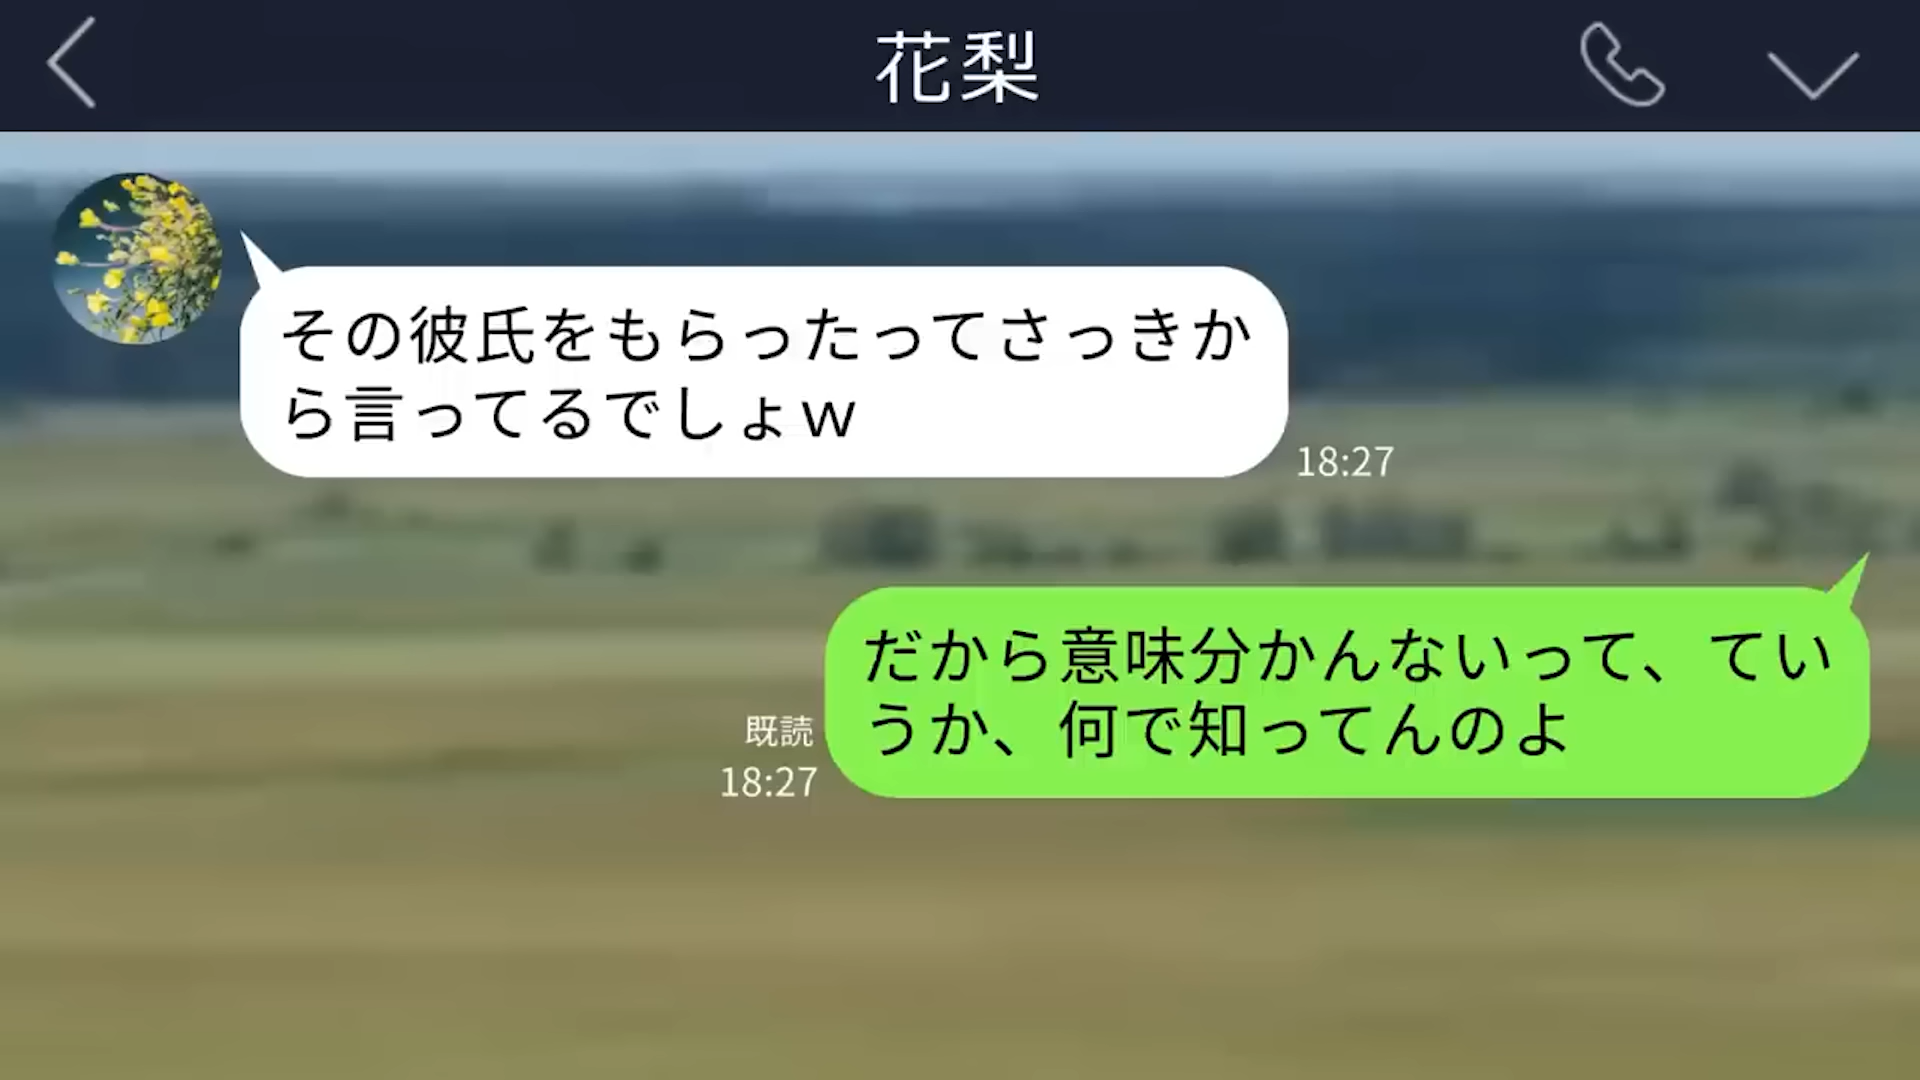 花梨
その彼氏をもらったってさっきか
ら言ってるでしょw
18:27
だから意味分かんないって、てい
うか、何で知ってんのよ
既読
18:27